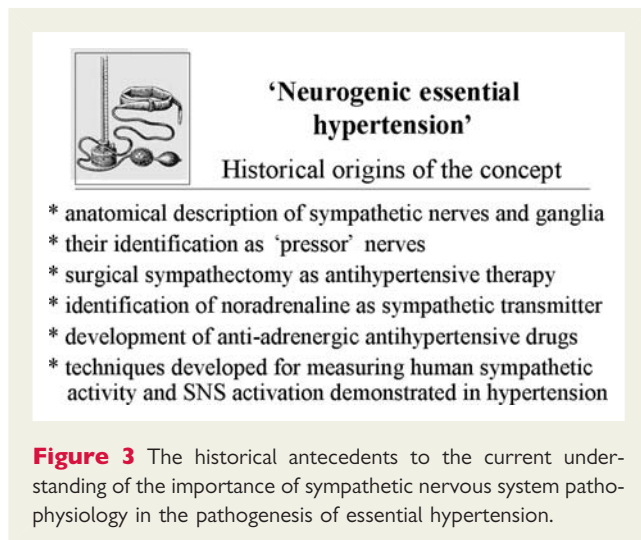 ‘Neurogenic essential
hypertension’
Historical origins of the concept
* anatomical description of sympathetic nerves and ganglia
* their identification as ‘pressor’ nerves
* surgical sympathectomy as antihypertensive therapy
* identification of noradrenaline as sympathetic transmitter
* development of anti-adrenergic antihypertensive drugs
* techniques developed for measuring human sympathetic
activity and SNS activation demonstrated in hypertension
Figure 3 The historical antecedents to the current under-
standing of the importance of sympathetic nervous system patho-
physiology in the pathogenesis of essential hypertension.